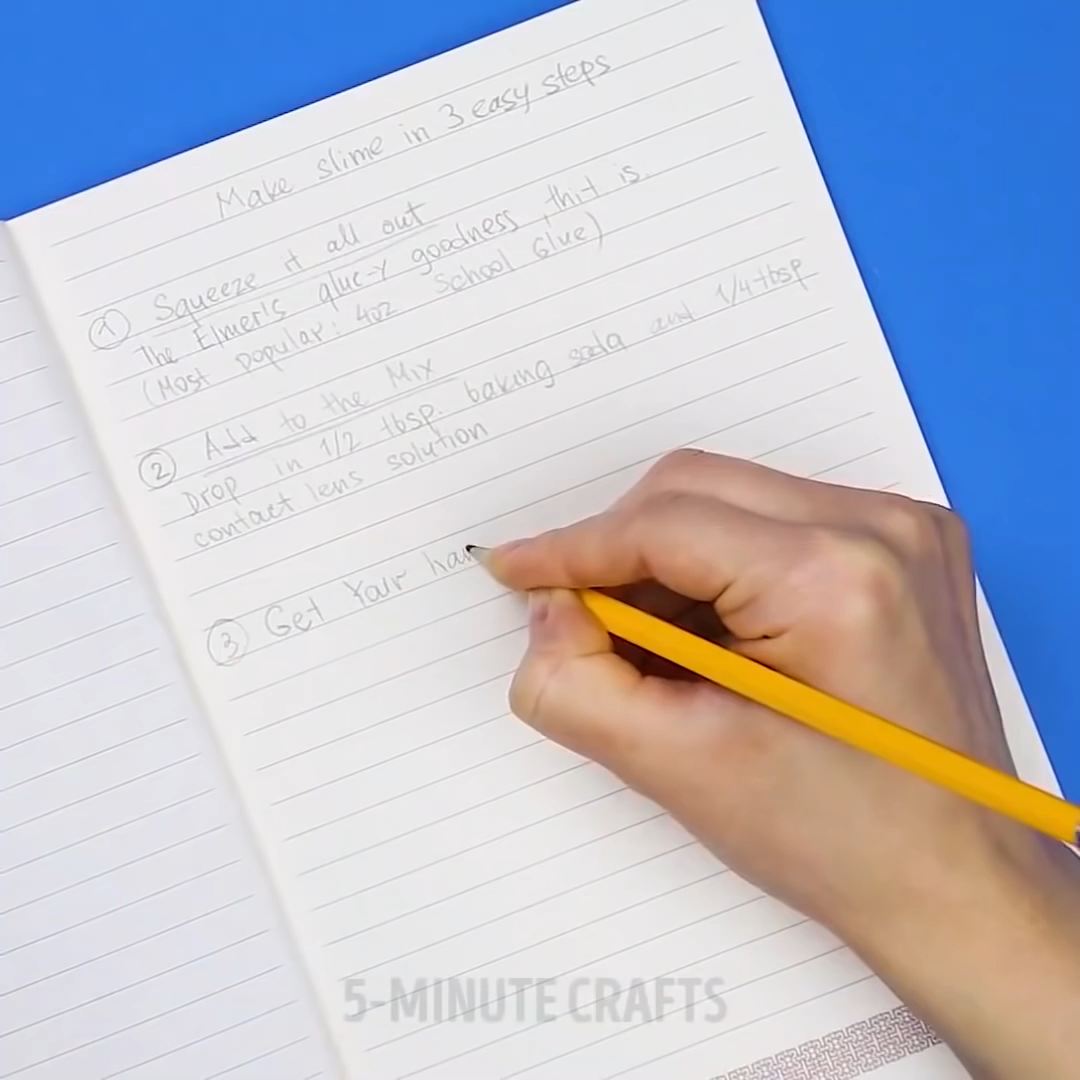 Make slime in 3 easy steps
① Squeeze it all out
The Elmer's glue-y goodness, thit is.
(Most popular: 4oz School Glue)
② Add to the Mix
Drop in 1/2 tbsp. baking soda and 1/4 tbsp
contact lens solution
③ Get Your han
5-MINUTE CRAFTS